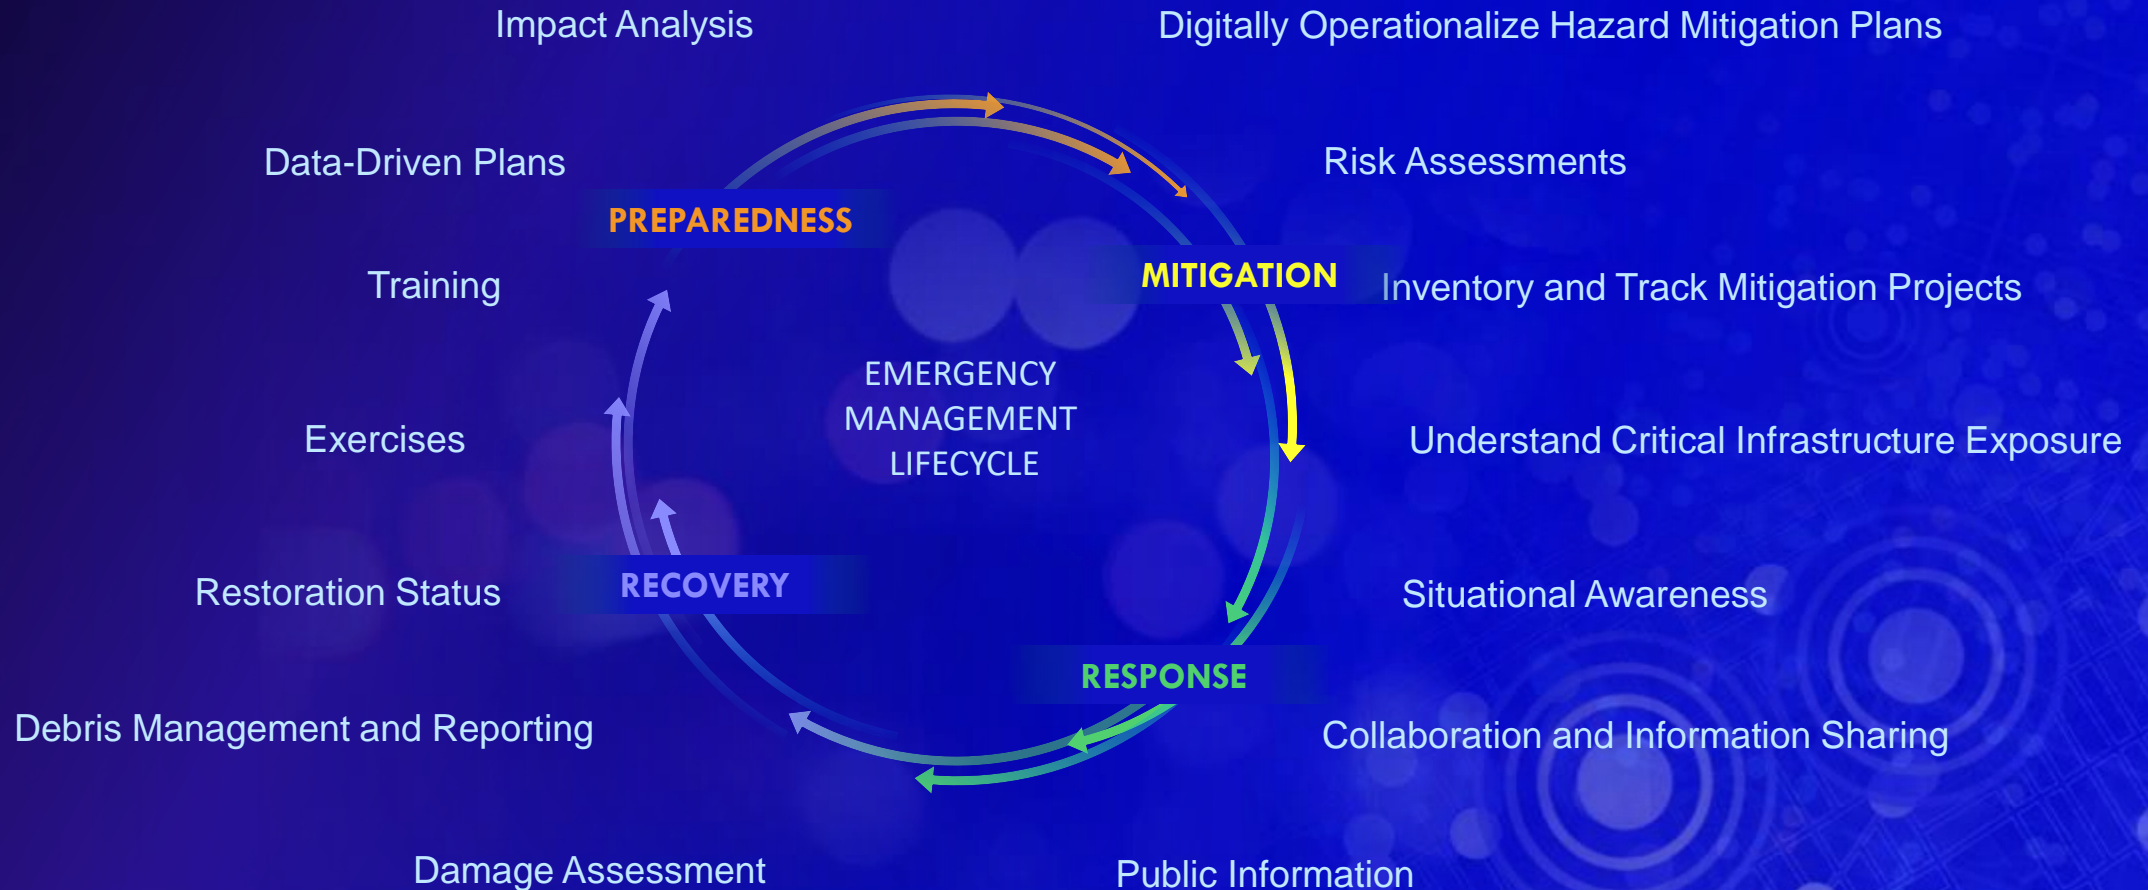 Impact Analysis
Digitally Operationalize Hazard Mitigation Plans
Data-Driven Plans
Risk Assessments
PREPAREDNESS
MITIGATION
Training
Inventory and Track Mitigation Projects
EMERGENCY
MANAGEMENT
LIFECYCLE
Exercises
Understand Critical Infrastructure Exposure
Restoration Status
RECOVERY
Situational Awareness
RESPONSE
Debris Management and Reporting
Collaboration and Information Sharing
Damage Assessment
Public Information